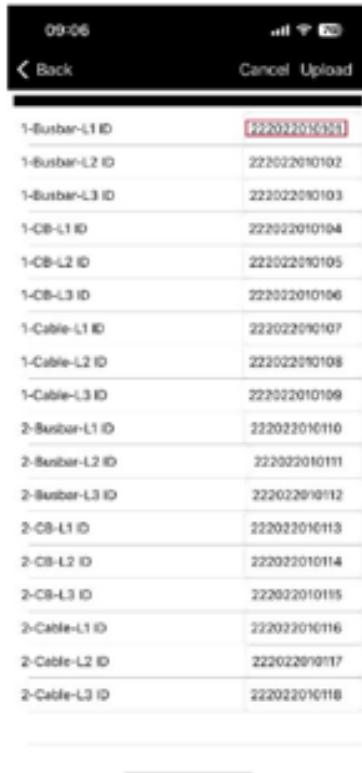 09:06
Back Cancel Upload
1-Busbar-L1 ID 222022010101
1-Busbar-L2 ID 222022010102
1-Busbar-L3 ID 222022010103
1-CB-L1 ID 222022010104
1-CB-L2 ID 222022010105
1-CB-L3 ID 222022010106
1-Cable-L1 ID 222022010107
1-Cable-L2 ID 222022010108
1-Cable-L3 ID 222022010109
2-Busbar-L1 ID 222022010110
2-Busbar-L2 ID 222022010111
2-Busbar-L3 ID 222022010112
2-CB-L1 ID 222022010113
2-CB-L2 ID 222022010114
2-CB-L3 ID 222022010115
2-Cable-L1 ID 222022010116
2-Cable-L2 ID 222022010117
2-Cable-L3 ID 222022010118